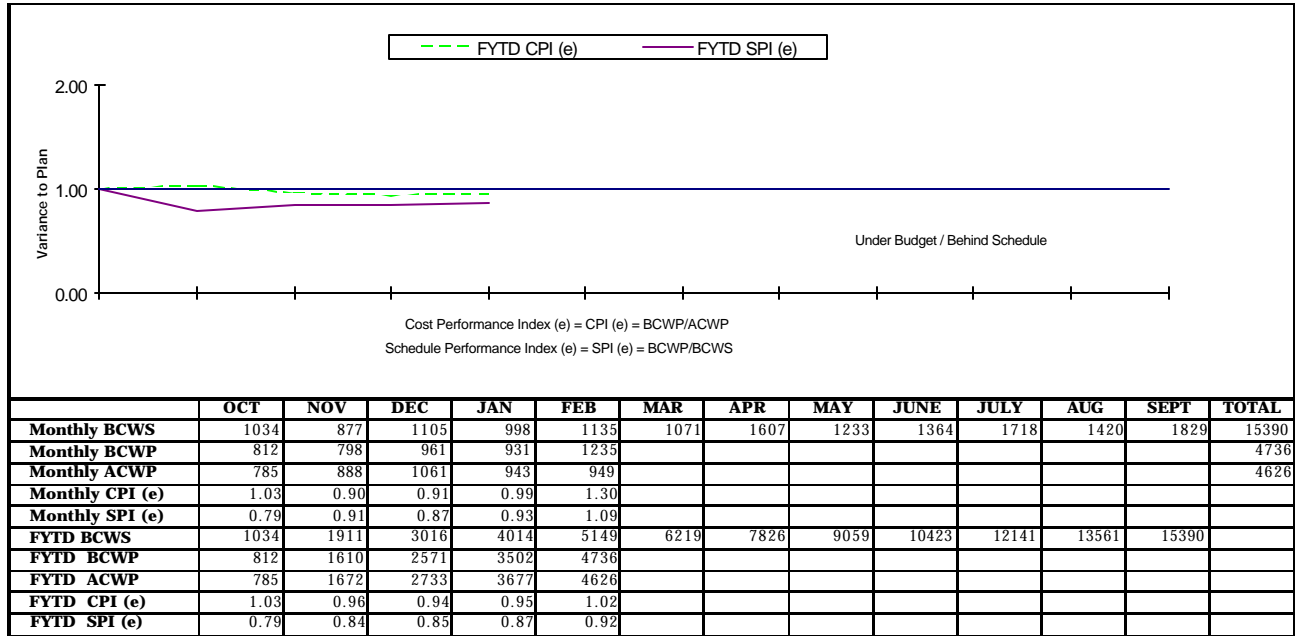 FYTD CPI (e) FYTD SPI (e)
2.00
1.00
0.00
Variance to Plan
Under Budget / Behind Schedule
Cost Performance Index (e) = CPI (e) = BCWP/ACWP
Schedule Performance Index (e) = SPI (e) = BCWP/BCWS
OCT NOV DEC JAN FEB MAR APR MAY JUNE JULY AUG SEPT TOTAL
Monthly BCWS 1034 877 1105 998 1135 1071 1607 1233 1364 1718 1420 1829 15390
Monthly BCWP 812 798 961 931 1235 4736
Monthly ACWP 785 888 1061 943 949 4626
Monthly CPI (e) 1.03 0.90 0.91 0.99 1.30
Monthly SPI (e) 0.79 0.91 0.87 0.93 1.09
FYTD BCWS 1034 1911 3016 4014 5149 6219 7826 9059 10423 12141 13561 15390
FYTD BCWP 812 1610 2571 3502 4736
FYTD ACWP 785 1672 2733 3677 4626
FYTD CPI (e) 1.03 0.96 0.94 0.95 1.02
FYTD SPI (e) 0.79 0.84 0.85 0.87 0.92